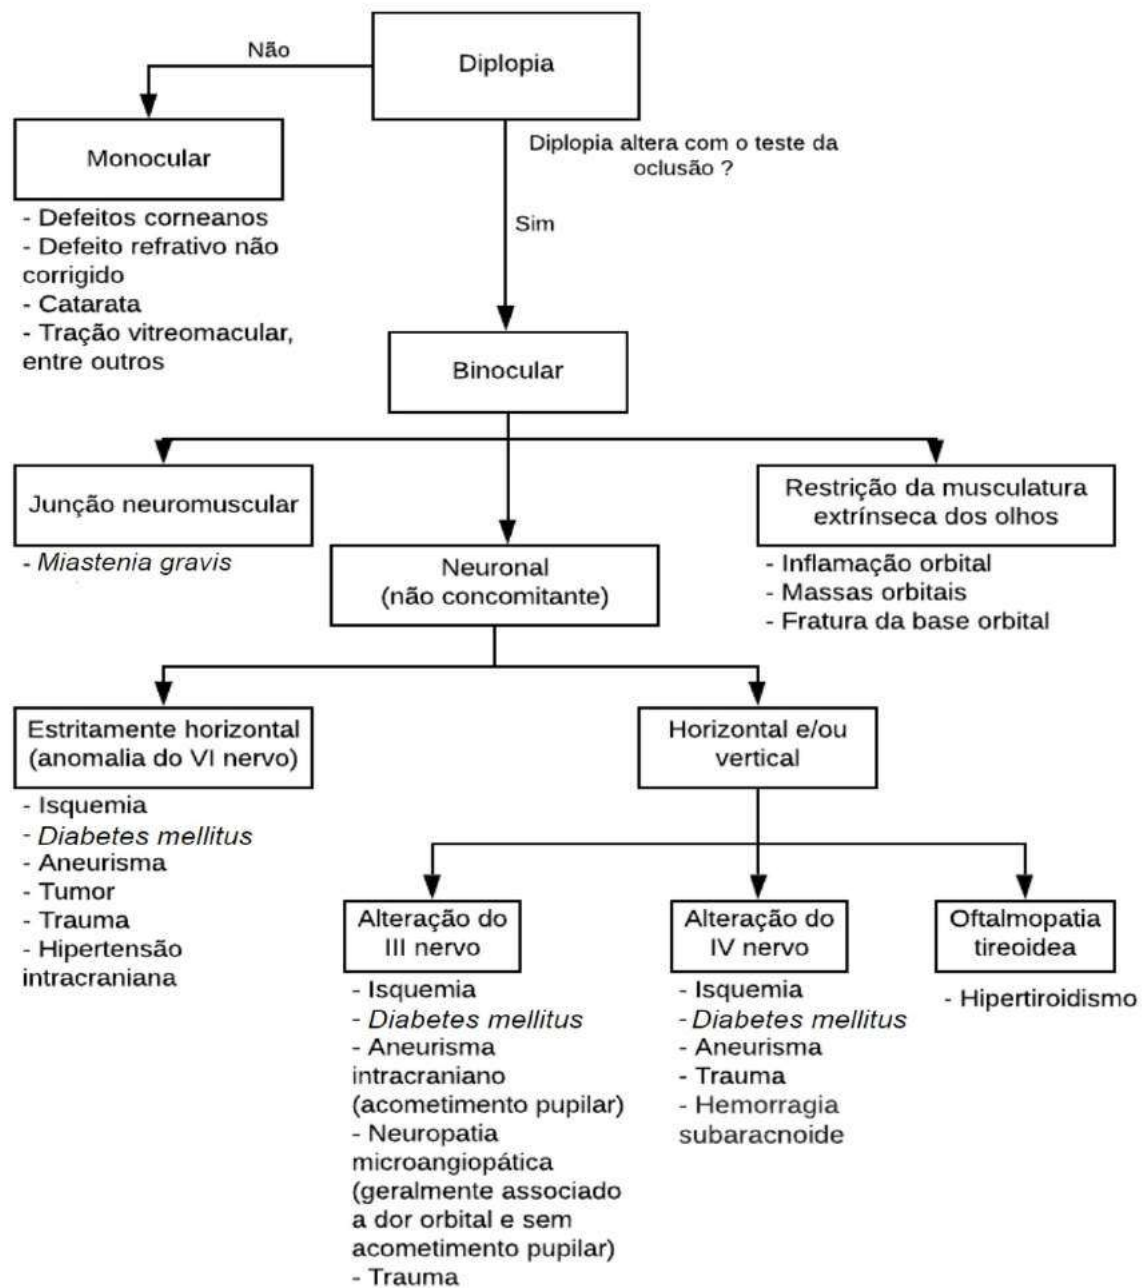 Diplopia
Não
Diplopia altera com o teste da
oclusão ?
Sim
Monocular
- Defeitos corneanos
- Defeito refrativo não
corrigido
- Catarata
- Tração vitreomacular,
entre outros
Binocular
Junção neuromuscular
- Miastenia gravis
Neuronal
(não concomitante)
Restrição da musculatura
extrínseca dos olhos
- Inflamação orbital
- Massas orbitais
- Fratura da base orbital
Estritamente horizontal
(anomalia do VI nervo)
- Isquemia
- Diabetes mellitus
- Aneurisma
- Tumor
- Trauma
- Hipertensão
intracraniana
Horizontal e/ou
vertical
Alteração do
III nervo
- Isquemia
- Diabetes mellitus
- Aneurisma
intracraniano
(acometimento pupilar)
- Neuropatia
microangiopática
(geralmente associado
a dor orbital e sem
acometimento pupilar)
- Trauma
Alteração do
IV nervo
- Isquemia
- Diabetes mellitus
- Aneurisma
- Trauma
- Hemorragia
subaracnoide
Oftalmopatia
tireoidea
- Hipertiroidismo